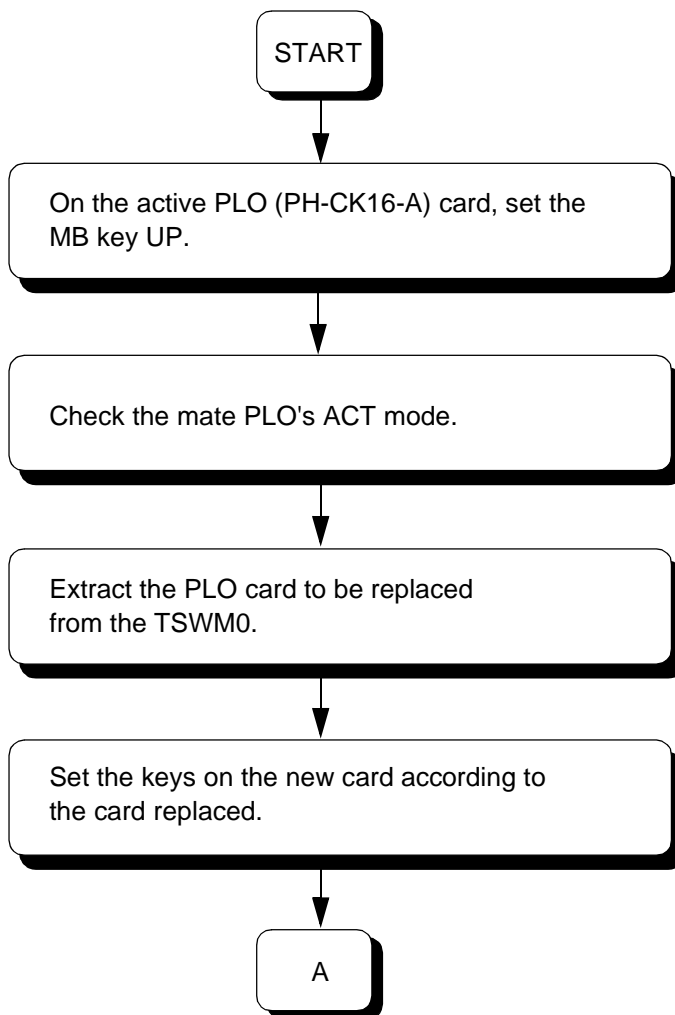 START
On the active PLO (PH-CK16-A) card, set the
MB key UP.
Check the mate PLO's ACT mode.
Extract the PLO card to be replaced
from the TSWM0.
Set the keys on the new card according to
the card replaced.
A